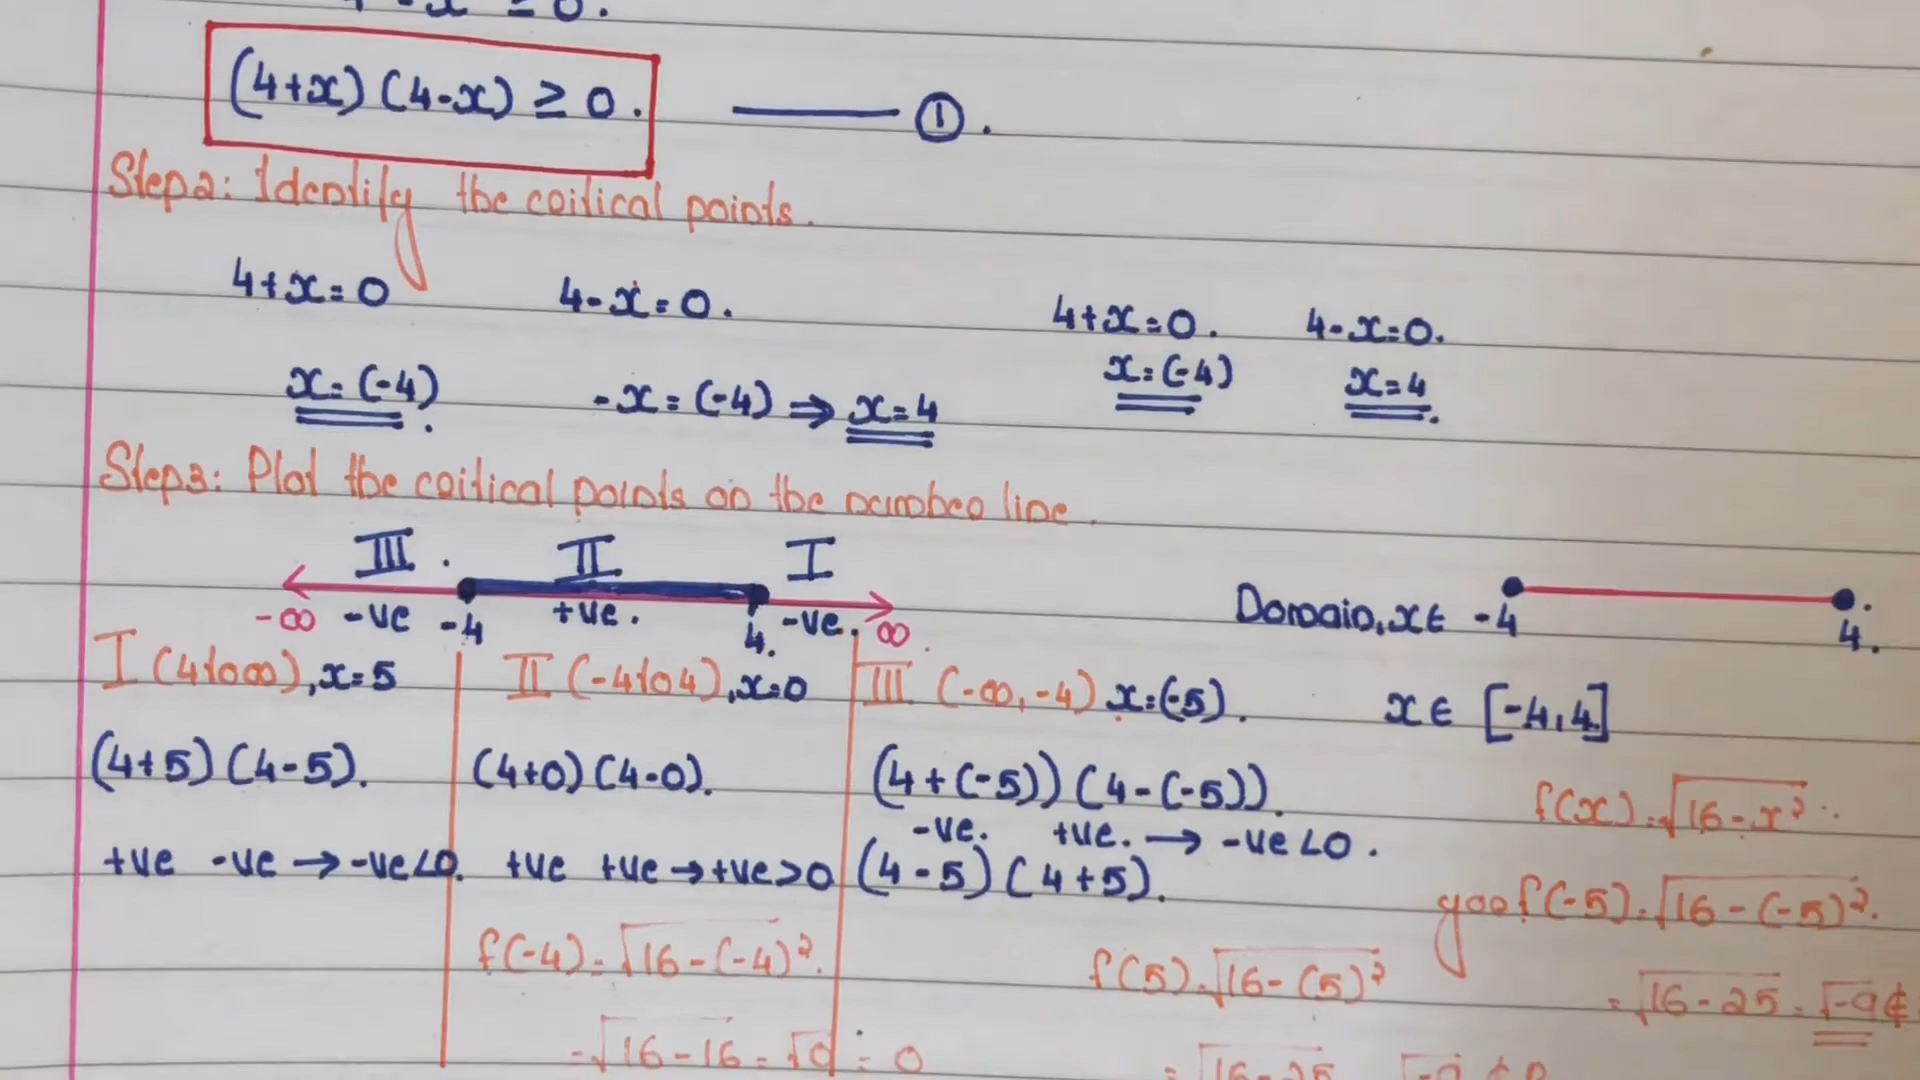 (4+x)(4-x) ≥ 0. ——— ①.
Step2: Identify the critical points.
4+x=0 4-x=0. 4+x=0. 4-x=0.
x=(-4). -x=(-4) ⇒ x=4 x=(-4) x=4.
Step3: Plot the critical points on the number line.
III. II I
-∞ -ve -4 +ve. 4. -ve. ∞.
Domain, x∈ -4 4.
I (4to∞), x=5 II (-4to4), x=0 III (-∞,-4) x=(-5). x∈ [-4,4]
(4+5)(4-5). (4+0)(4-0). (4+(-5))(4-(-5)). f(x)=√16-x².
-ve. +ve. → -ve<0.
+ve -ve → -ve<0. +ve +ve → +ve>0 (4-5)(4+5). f(-5)=√16-(-5)².
f(-4)=√16-(-4)². f(5)=√16-(5)² =√16-25=√-9∉
=√16-16=√0=0 =√16-25